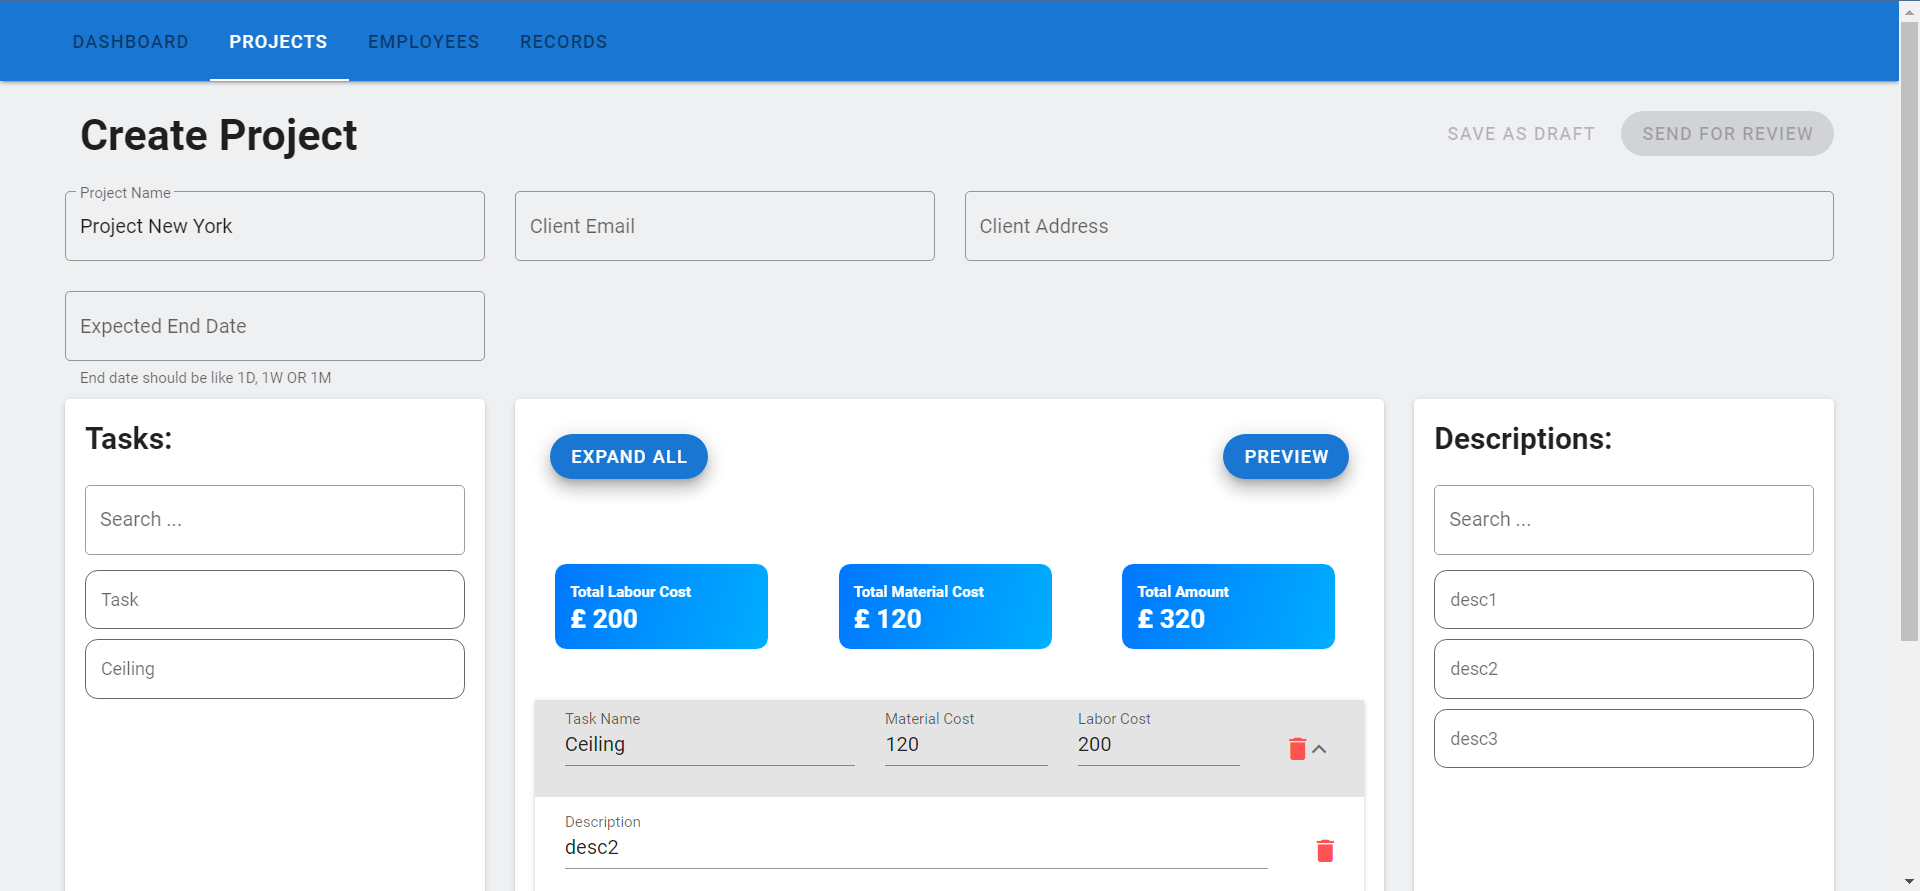 DASHBOARD PROJECTS EMPLOYEES RECORDS
Create Project
SAVE AS DRAFT SEND FOR REVIEW
Project Name
Project New York
Client Email
Client Address
Expected End Date
End date should be like 1D, 1W OR 1M
Tasks:
Search ...
Task
Ceiling
EXPAND ALL
PREVIEW
Total Labour Cost
£ 200
Total Material Cost
£ 120
Total Amount
£ 320
Task Name
Ceiling
Material Cost
120
Labor Cost
200
Description
desc2
Descriptions:
Search ...
desc1
desc2
desc3